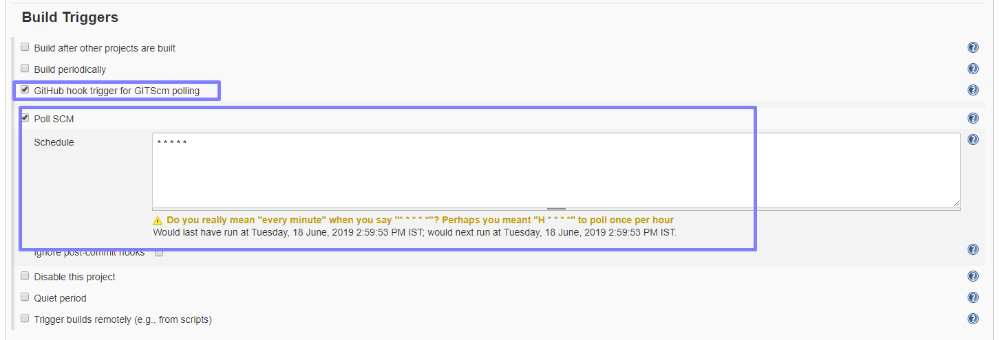 Build Triggers
Build after other projects are built
Build periodically
GitHub hook trigger for GITScm polling
Poll SCM
Schedule
* * * * *
Do you really mean "every minute" when you say "* * * * *"? Perhaps you meant "H * * * *" to poll once per hour
Would last have run at Tuesday, 18 June, 2019 2:59:53 PM IST; would next run at Tuesday, 18 June, 2019 2:59:53 PM IST.
Ignore post-commit hooks
Disable this project
Quiet period
Trigger builds remotely (e.g., from scripts)